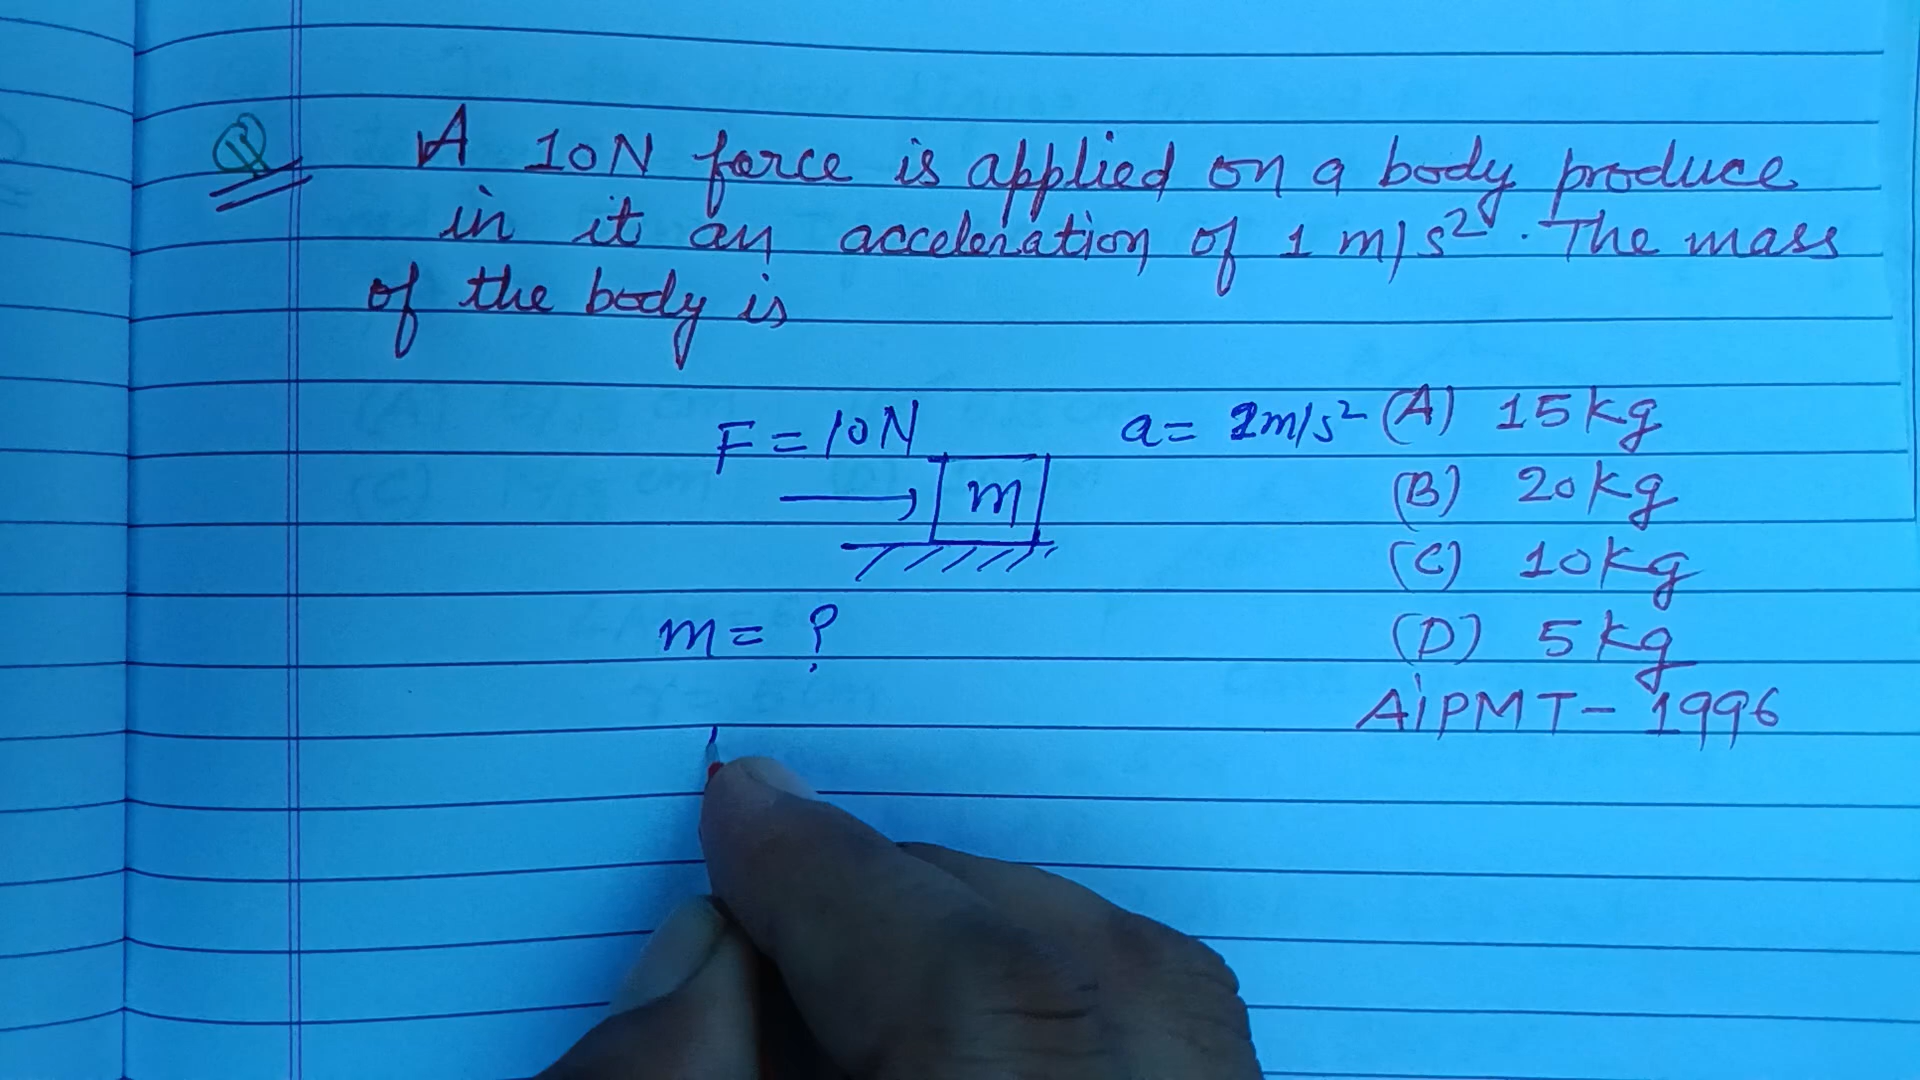 Q A 10N force is applied on a body produce
in it an acceleration of 1 m/s². The mass
of the body is
F = 10N
a = 1m/s² (A) 15kg
m
(B) 20kg
(C) 10kg
m = ?
(D) 5kg
AiPMT - 1996